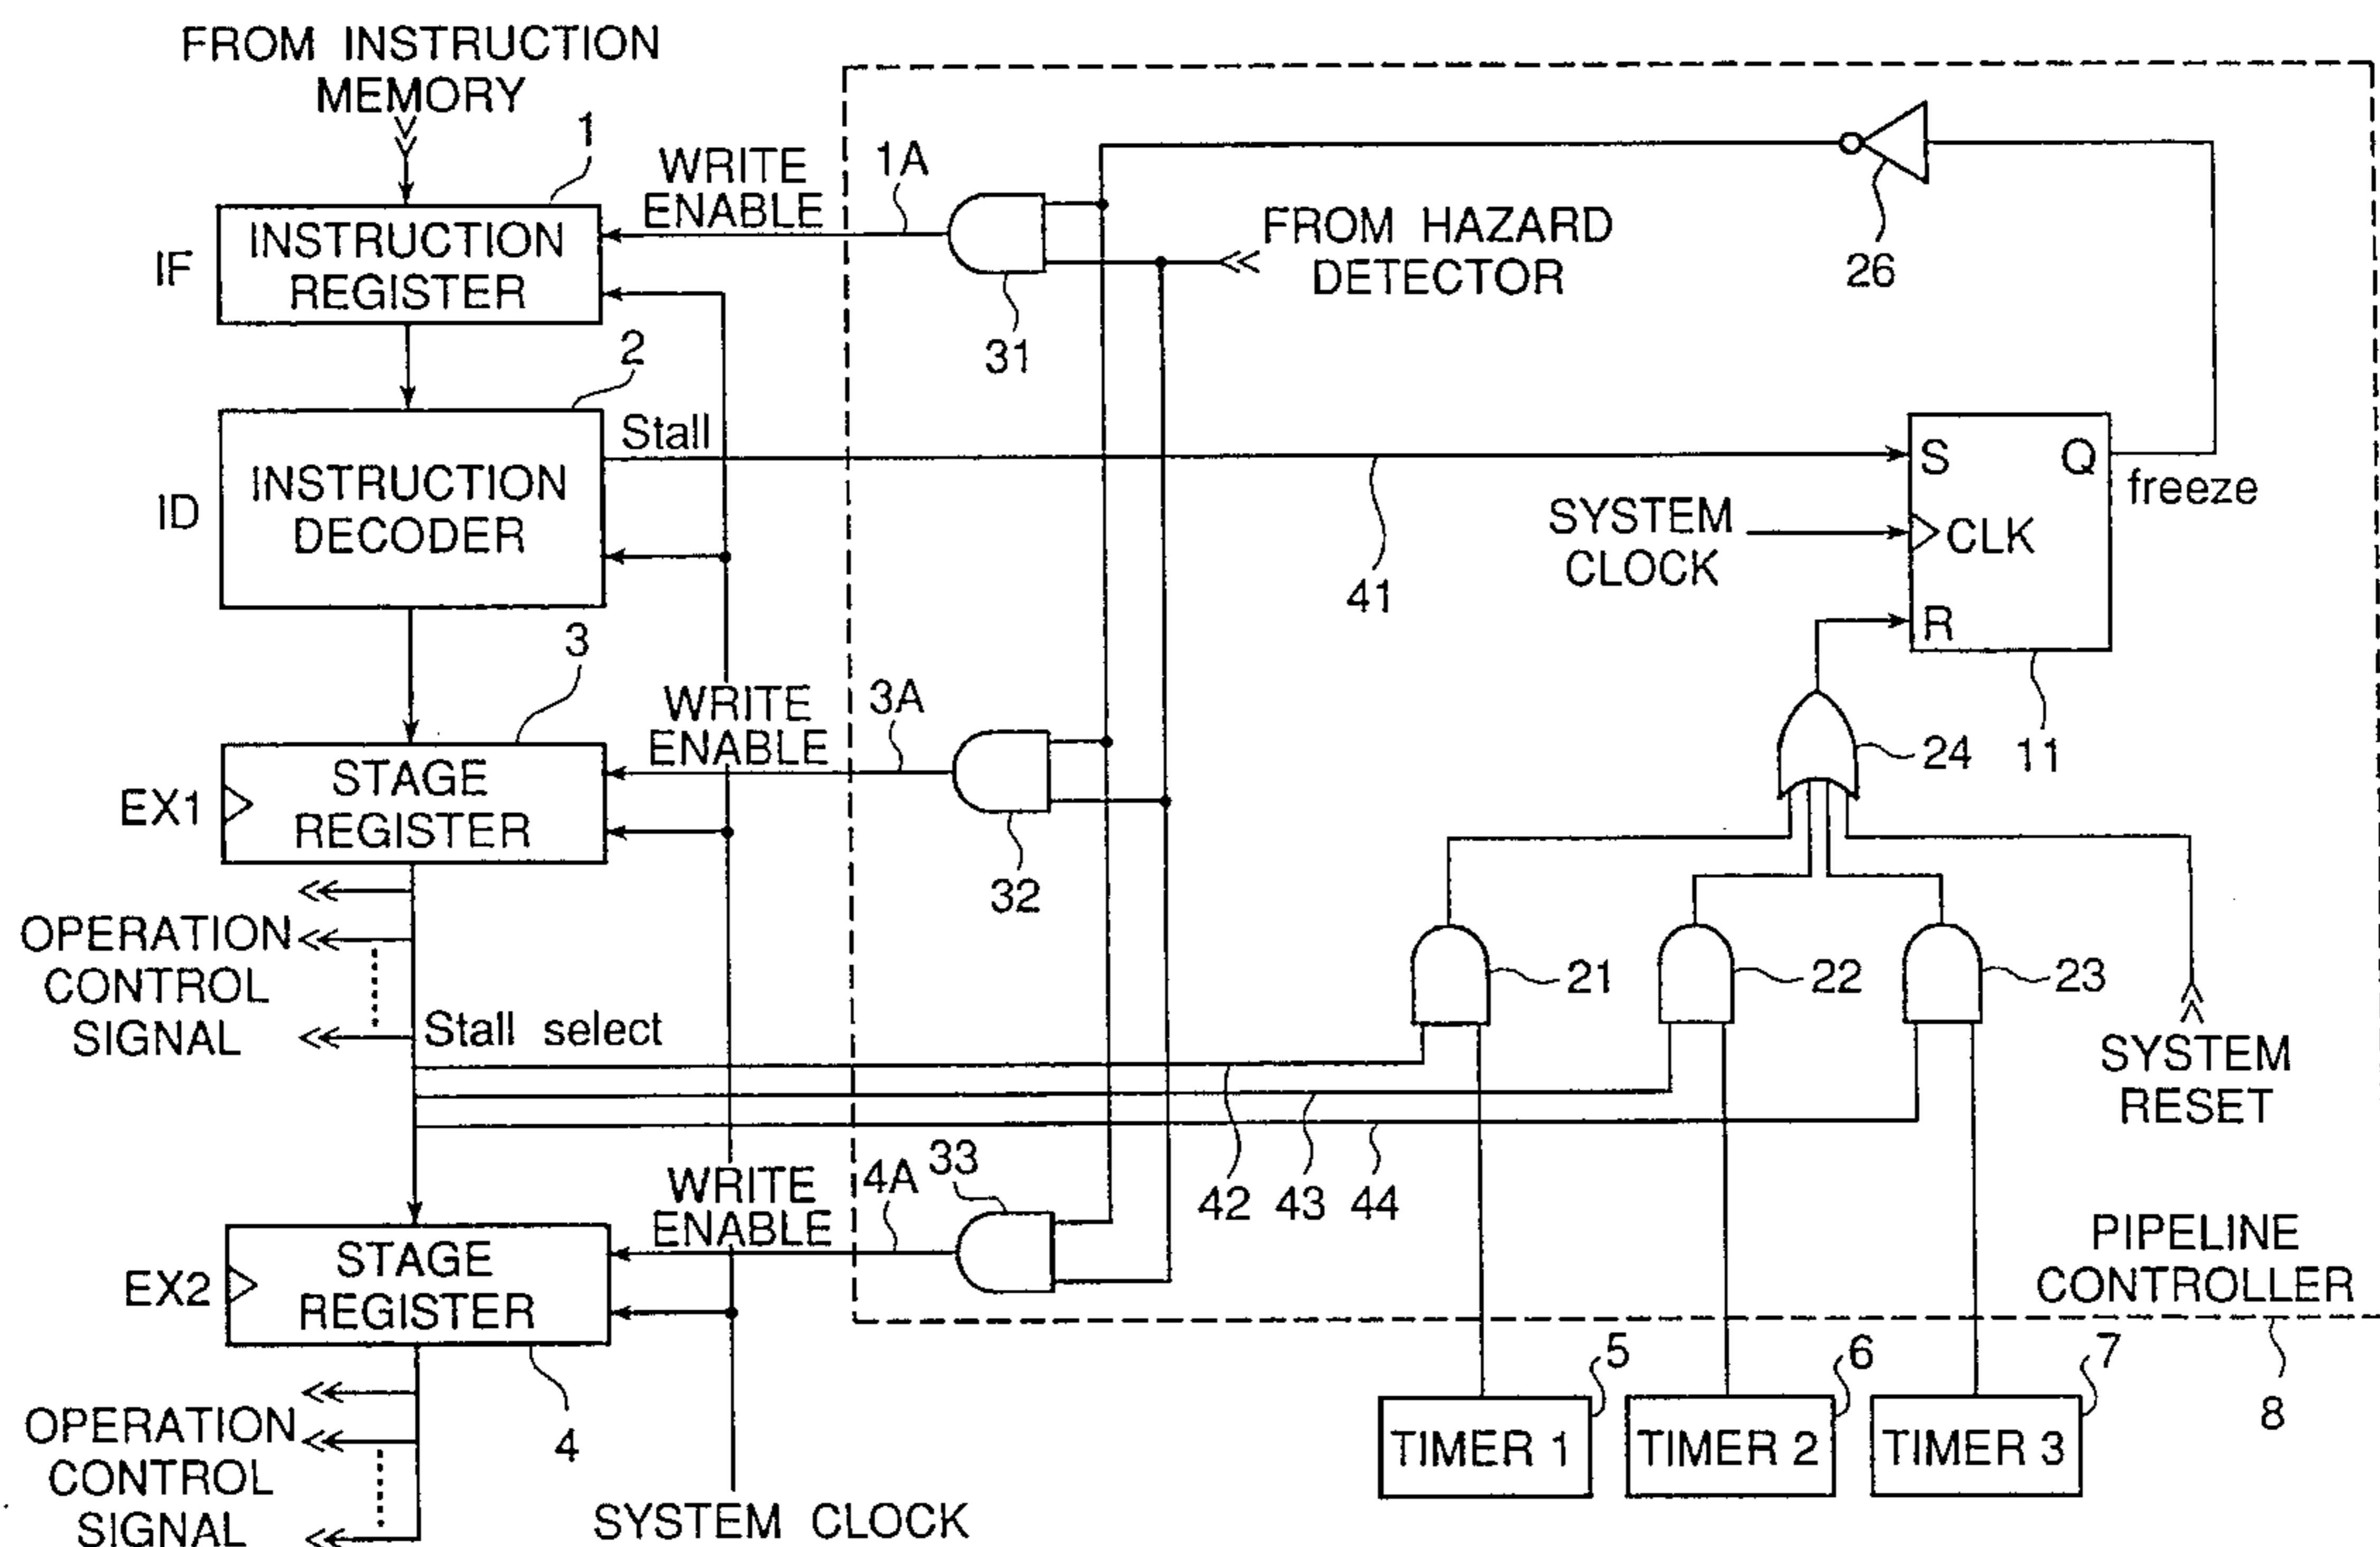 FROM INSTRUCTION
MEMORY
1
WRITE
ENABLE
1A
INSTRUCTION
REGISTER
IF
31
FROM HAZARD
DETECTOR
26
2
Stall
INSTRUCTION
DECODER
ID
41
SYSTEM
CLOCK
S
Q
CLK
R
freeze
11
3
WRITE
ENABLE
3A
STAGE
REGISTER
EX1
32
24
OPERATION
CONTROL
SIGNAL
Stall select
21
22
23
SYSTEM
RESET
42
43
44
WRITE
ENABLE
4A
33
STAGE
REGISTER
EX2
4
PIPELINE
CONTROLLER
8
5
6
7
TIMER 1
TIMER 2
TIMER 3
OPERATION
CONTROL
SIGNAL
SYSTEM CLOCK